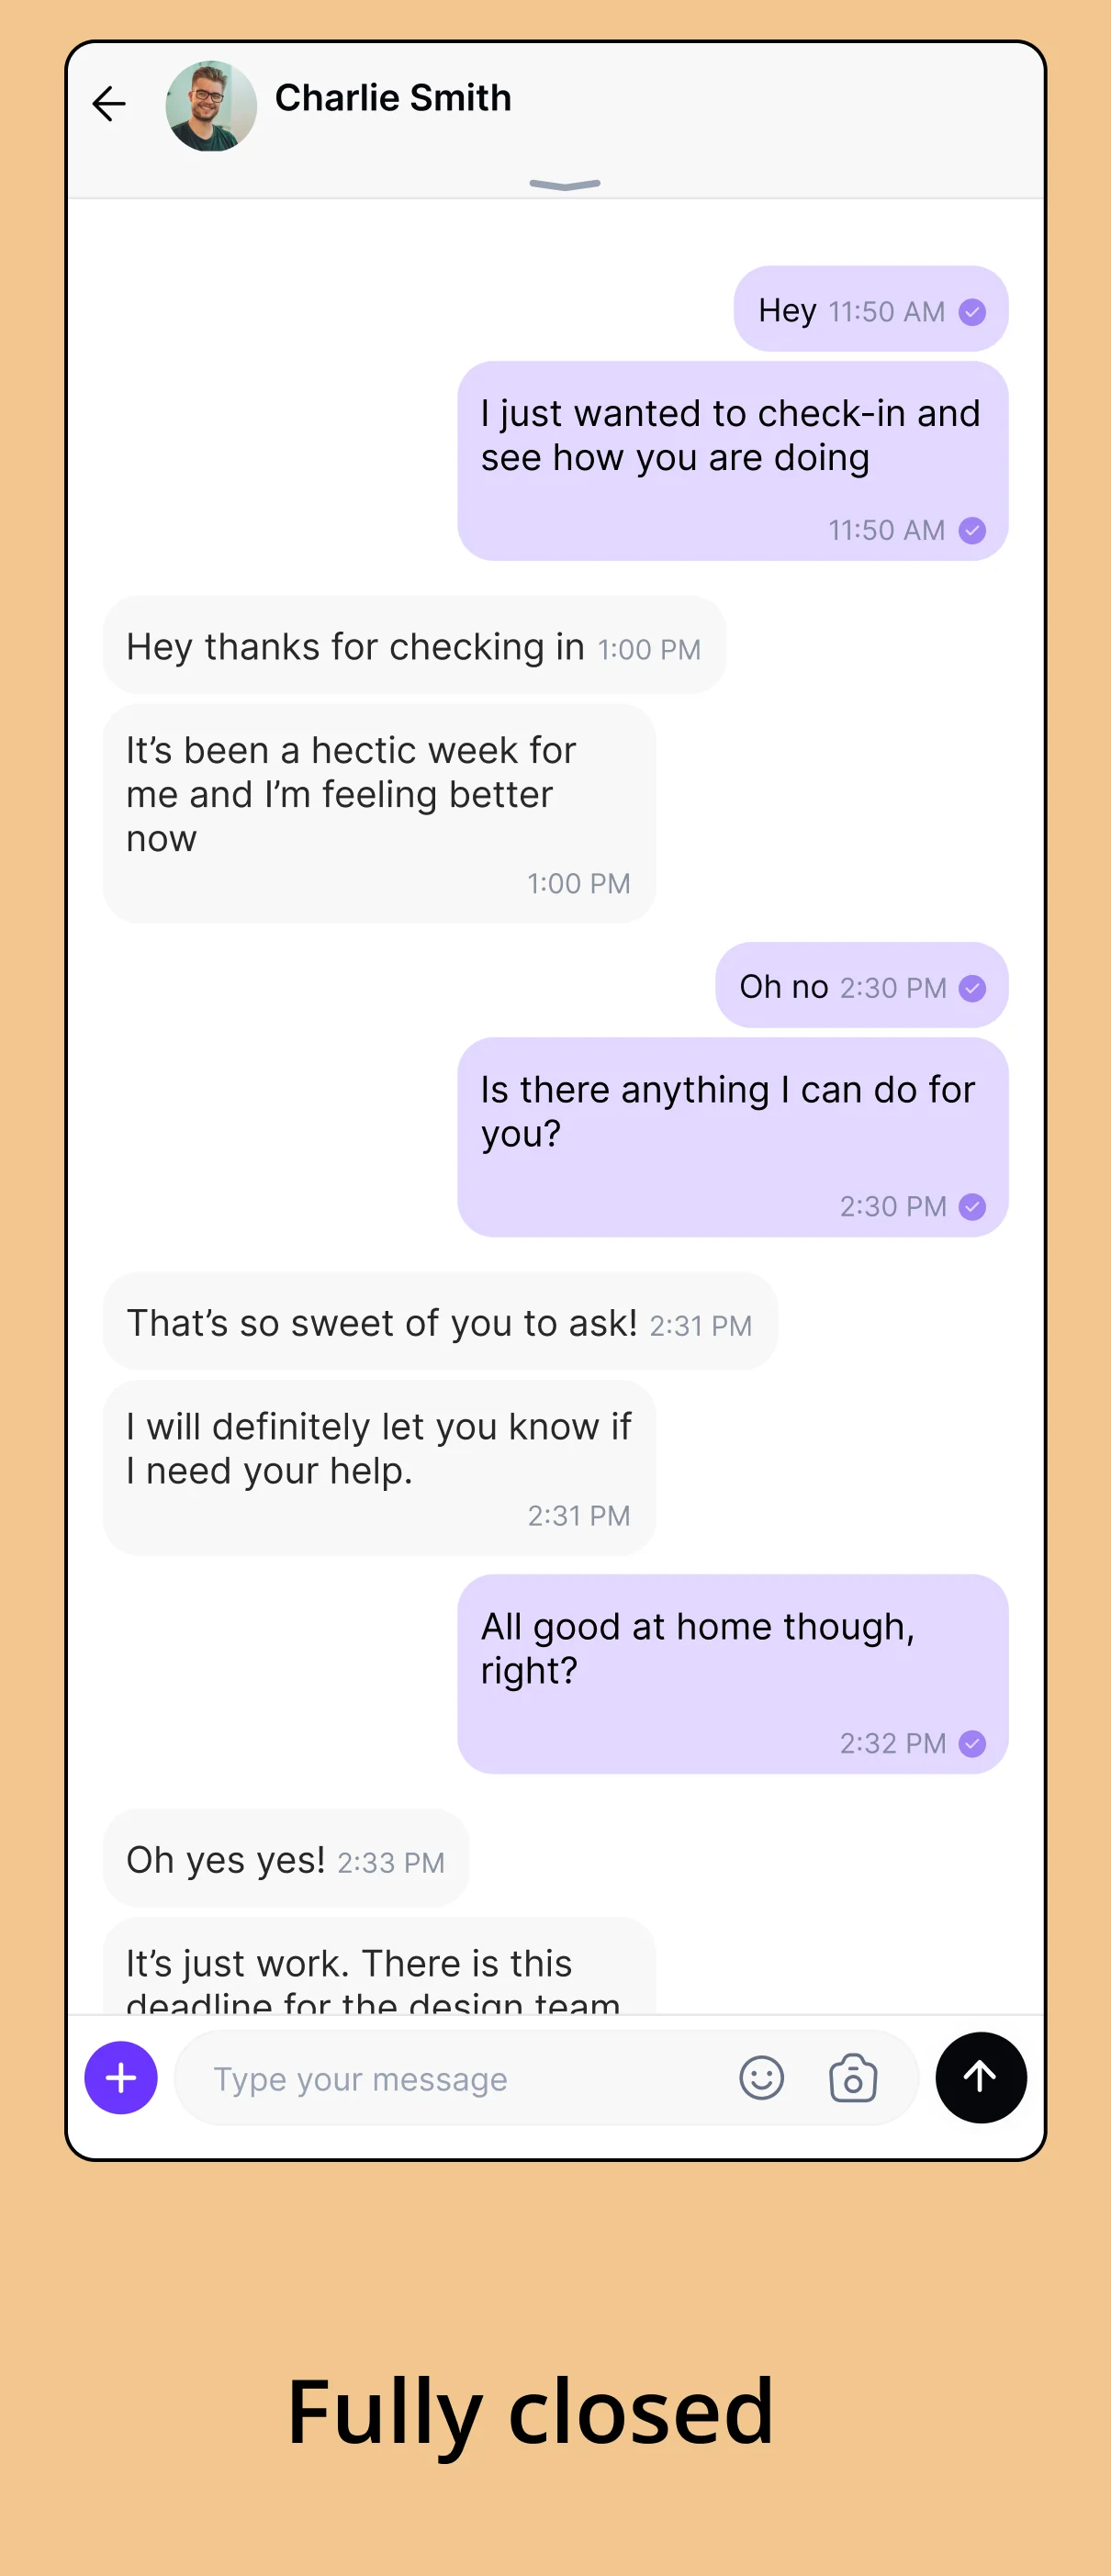 Charlie Smith
Hey 11:50 AM
I just wanted to check-in and
see how you are doing
11:50 AM
Hey thanks for checking in 1:00 PM
It’s been a hectic week for
me and I’m feeling better
now
1:00 PM
Oh no 2:30 PM
Is there anything I can do for
you?
2:30 PM
That’s so sweet of you to ask! 2:31 PM
I will definitely let you know if
I need your help.
2:31 PM
All good at home though,
right?
2:32 PM
Oh yes yes! 2:33 PM
It’s just work. There is this
deadline for the design team
Type your message
Fully closed